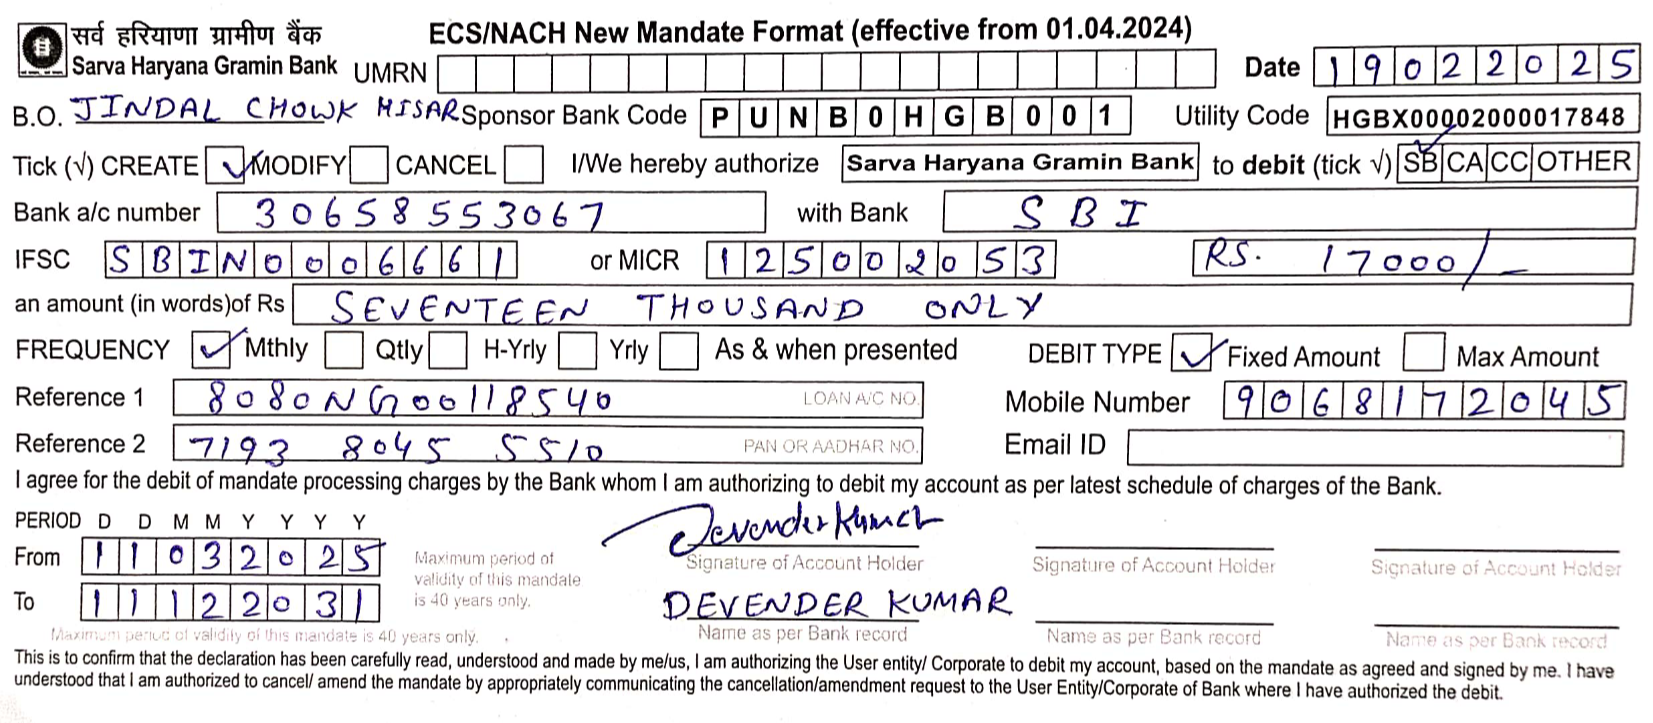 सर्व हरियाणा ग्रामीण बैंक ECS/NACH New Mandate Format (effective from 01.04.2024)
Sarva Haryana Gramin Bank UMRN Date 19022025
B.O. JINDAL CHOWK HISAR Sponsor Bank Code PUNB0HGB001 Utility Code HGBX00002000017848
Tick (√) CREATE ✓ MODIFY CANCEL I/We hereby authorize Sarva Haryana Gramin Bank to debit (tick √) SB ✓ CA CC OTHER
Bank a/c number 30658553067 with Bank SBI
IFSC SBIN0006661 or MICR 125002053 RS. 17000/-
an amount (in words)of Rs SEVENTEEN THOUSAND ONLY
FREQUENCY ✓ Mthly Qtly H-Yrly Yrly As & when presented DEBIT TYPE ✓ Fixed Amount Max Amount
Reference 1 8080NG00118540 LOAN A/C NO. Mobile Number 9068172045
Reference 2 7193 8045 5510 PAN OR AADHAR NO. Email ID
I agree for the debit of mandate processing charges by the Bank whom I am authorizing to debit my account as per latest schedule of charges of the Bank.
PERIOD D D M M Y Y Y Y Devender Kumar
From 11032025 Maximum period of validity of this mandate is 40 years only. Signature of Account Holder Signature of Account Holder Signature of Account Holder
To 11122031 DEVENDER KUMAR
Maximum period of validity of this mandate is 40 years only. Name as per Bank record Name as per Bank record Name as per Bank record
This is to confirm that the declaration has been carefully read, understood and made by me/us, I am authorizing the User entity/ Corporate to debit my account, based on the mandate as agreed and signed by me. I have
understood that I am authorized to cancel/ amend the mandate by appropriately communicating the cancellation/amendment request to the User Entity/Corporate of Bank where I have authorized the debit.